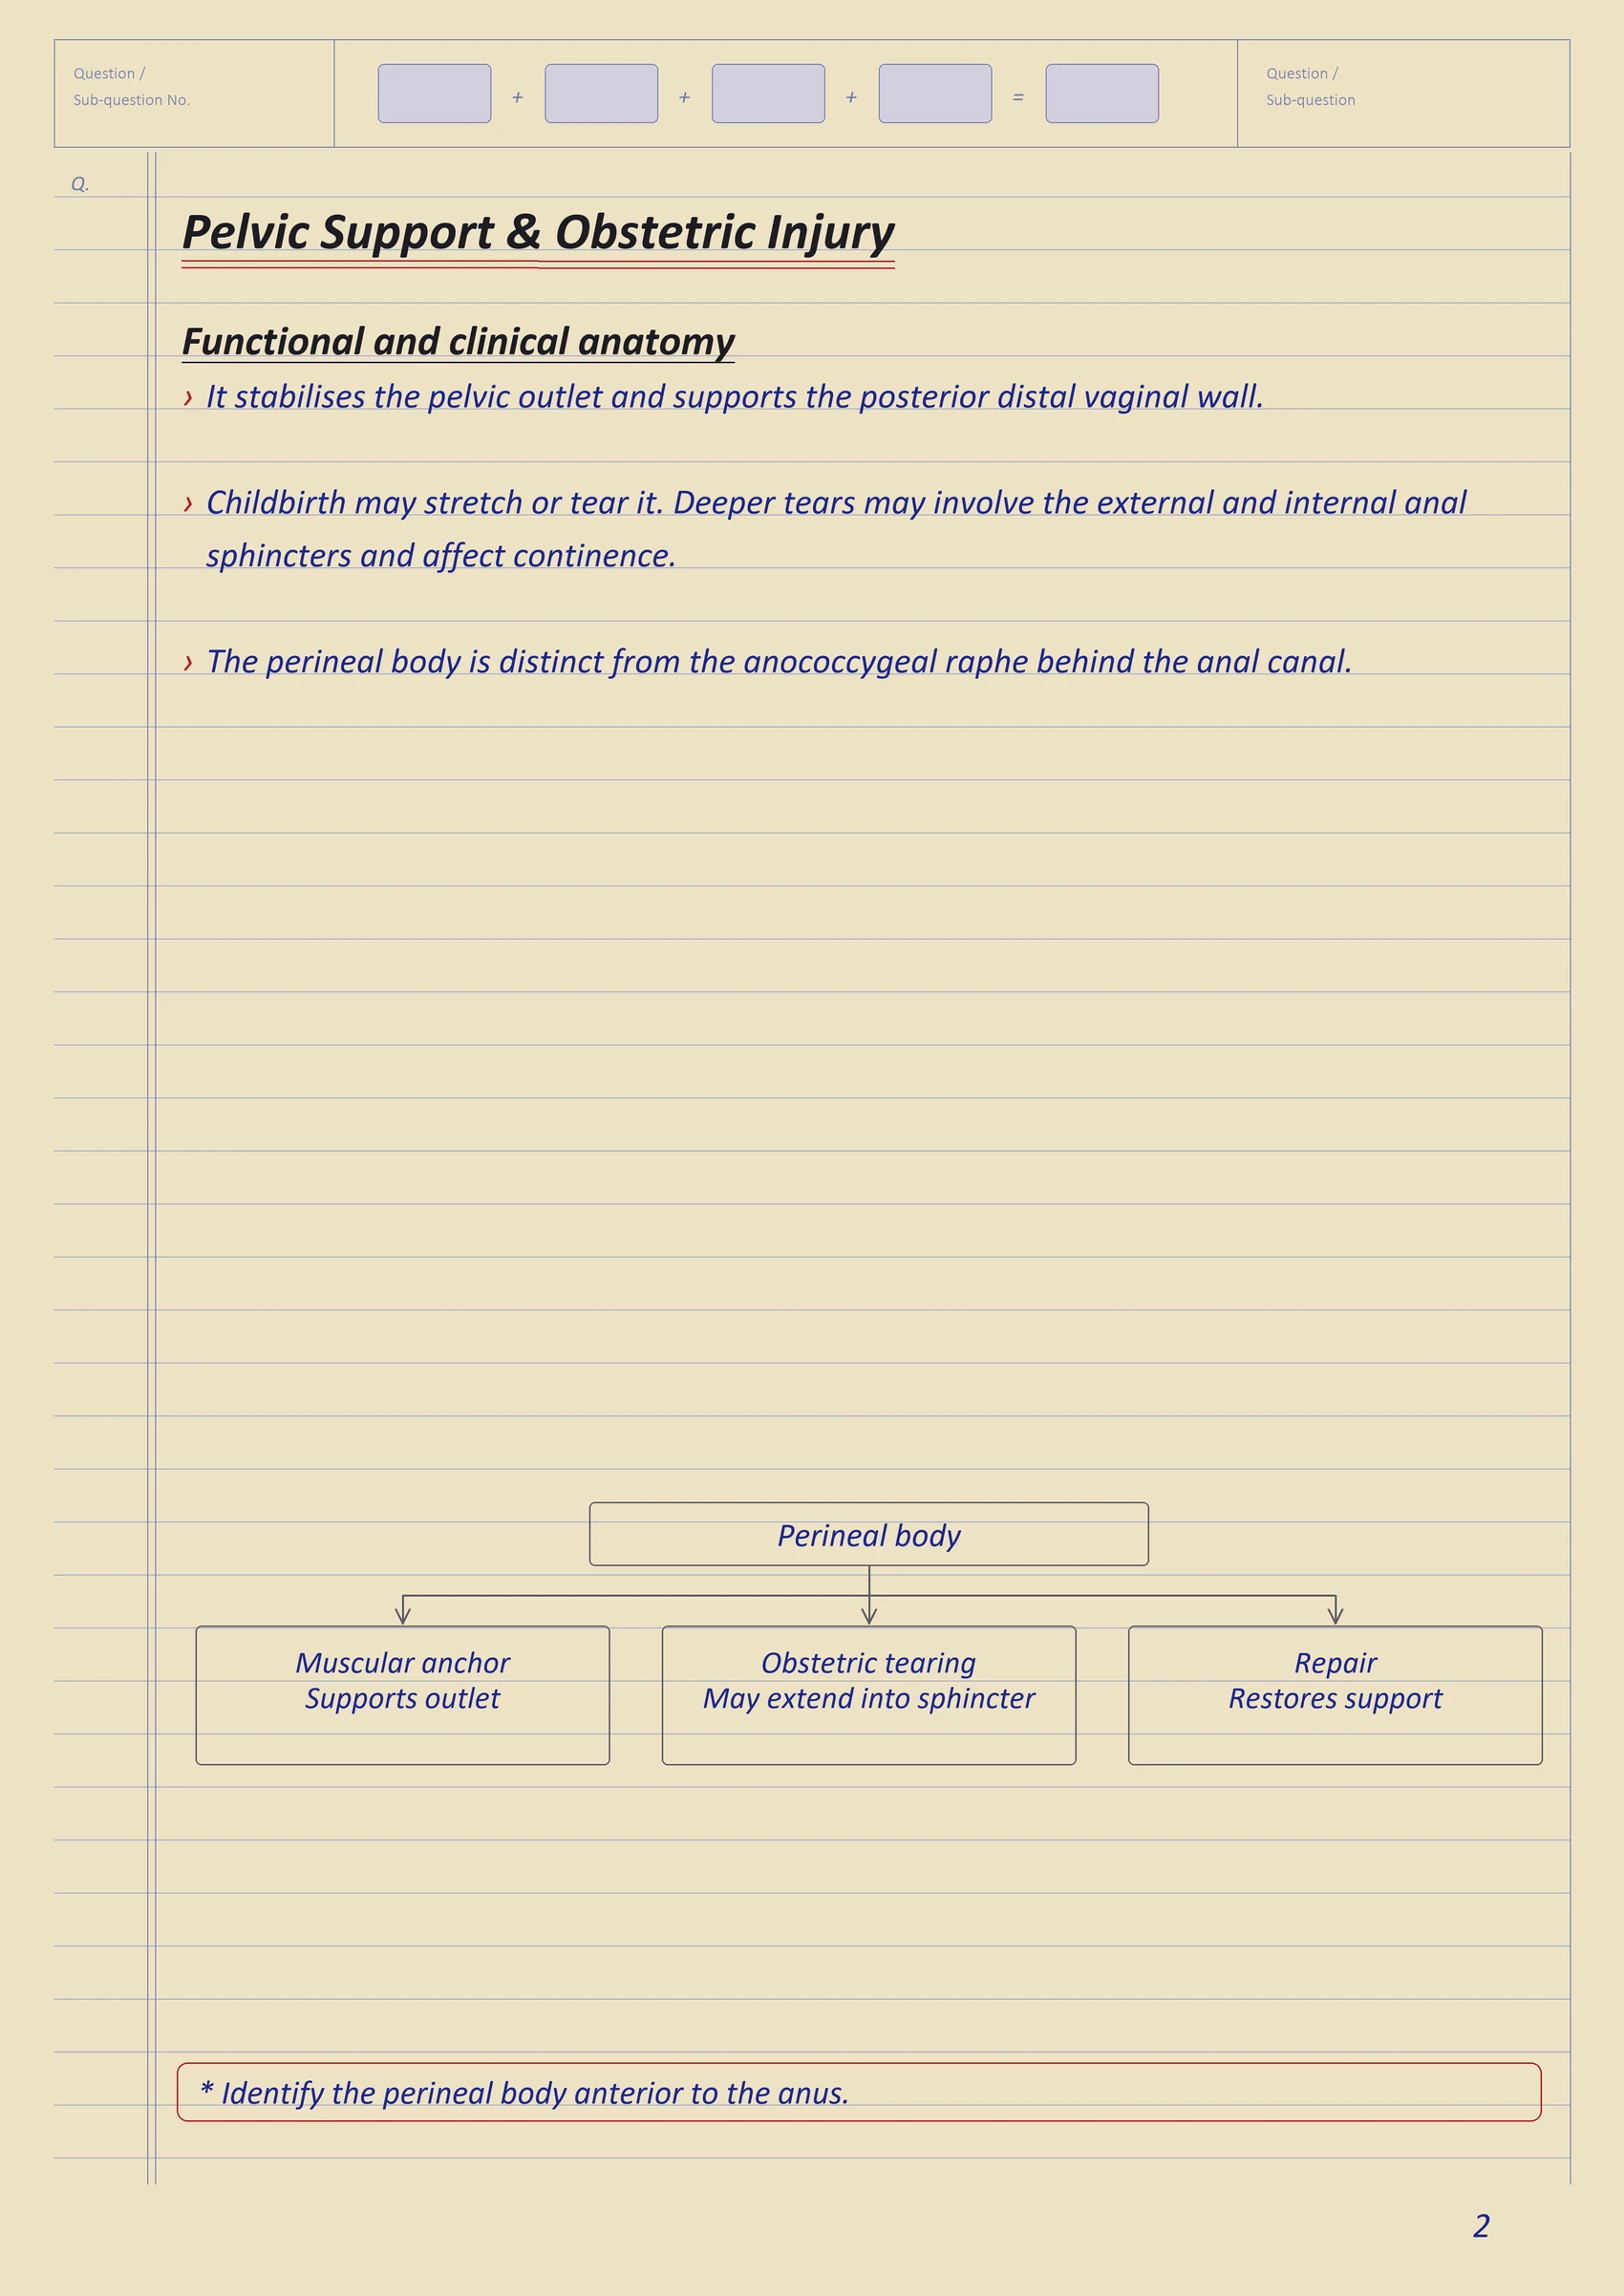 Question /
Sub-question No.
+ + + =
Question /
Sub-question
Q.
Pelvic Support & Obstetric Injury
Functional and clinical anatomy
› It stabilises the pelvic outlet and supports the posterior distal vaginal wall.
› Childbirth may stretch or tear it. Deeper tears may involve the external and internal anal
sphincters and affect continence.
› The perineal body is distinct from the anococcygeal raphe behind the anal canal.
Perineal body
Muscular anchor
Supports outlet
Obstetric tearing
May extend into sphincter
Repair
Restores support
* Identify the perineal body anterior to the anus.
2